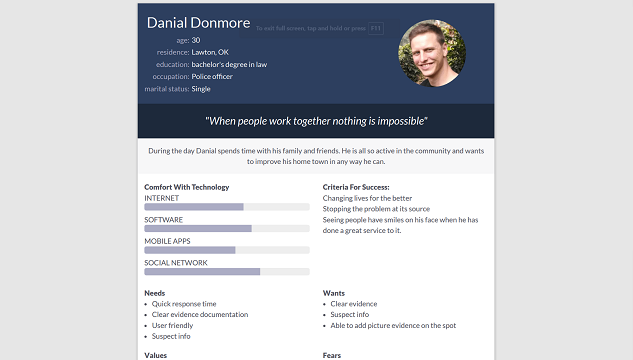 Danial Donmore
To exit full screen, tap and hold or press ESC
age: 30
residence: Lawton, OK
education: bachelor's degree in law
occupation: Police officer
marital status: Single
"When people work together nothing is impossible"
During the day Danial spends time with his family and friends. He is all so active in the community and wants
to improve his home town in any way he can.
Comfort With Technology
INTERNET
SOFTWARE
MOBILE APPS
SOCIAL NETWORK
Criteria For Success:
Changing lives for the better
Stopping the problem at its source
Seeing people have smiles on his face when he has
done a great service to it.
Needs
• Quick response time
• Clear evidence documentation
• User friendly
• Suspect info
Wants
• Clear evidence
• Suspect info
• Able to add picture evidence on the spot
Values
Fears